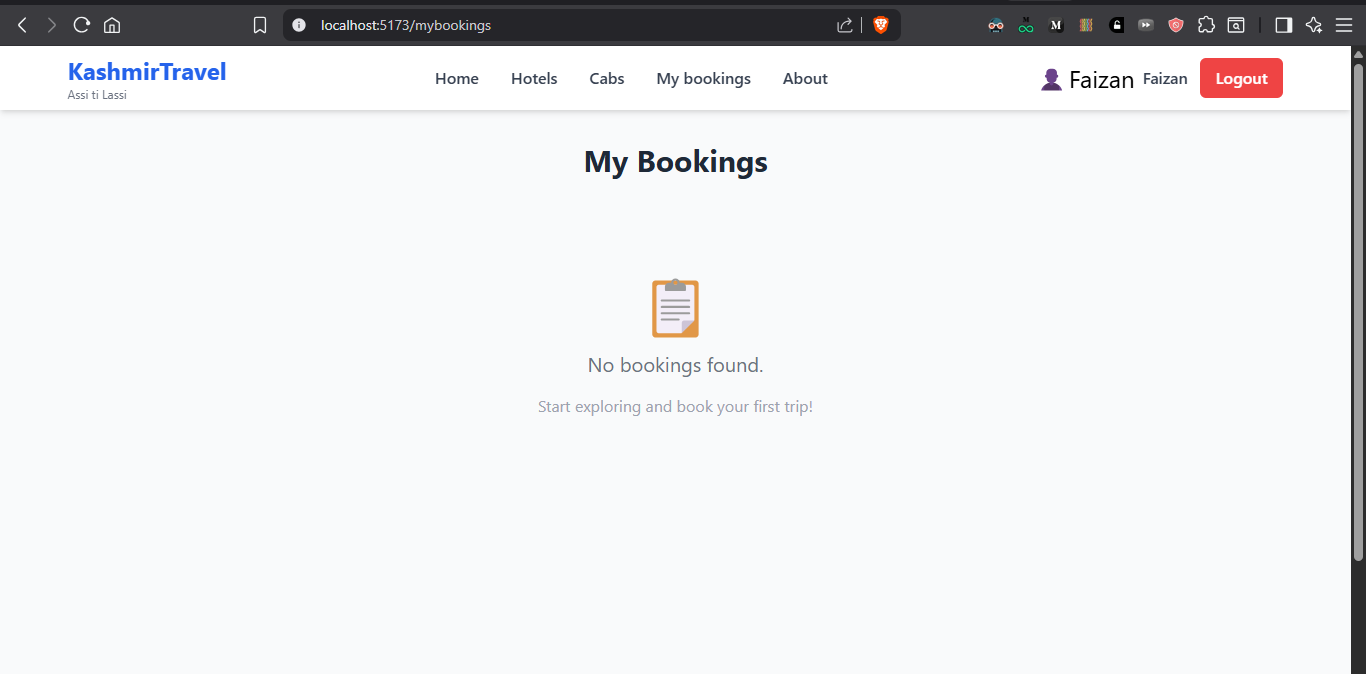 localhost:5173/mybookings
M
M
KashmirTravel
Assi ti Lassi
Home
Hotels
Cabs
My bookings
About
Faizan
Faizan
Logout
My Bookings
No bookings found.
Start exploring and book your first trip!